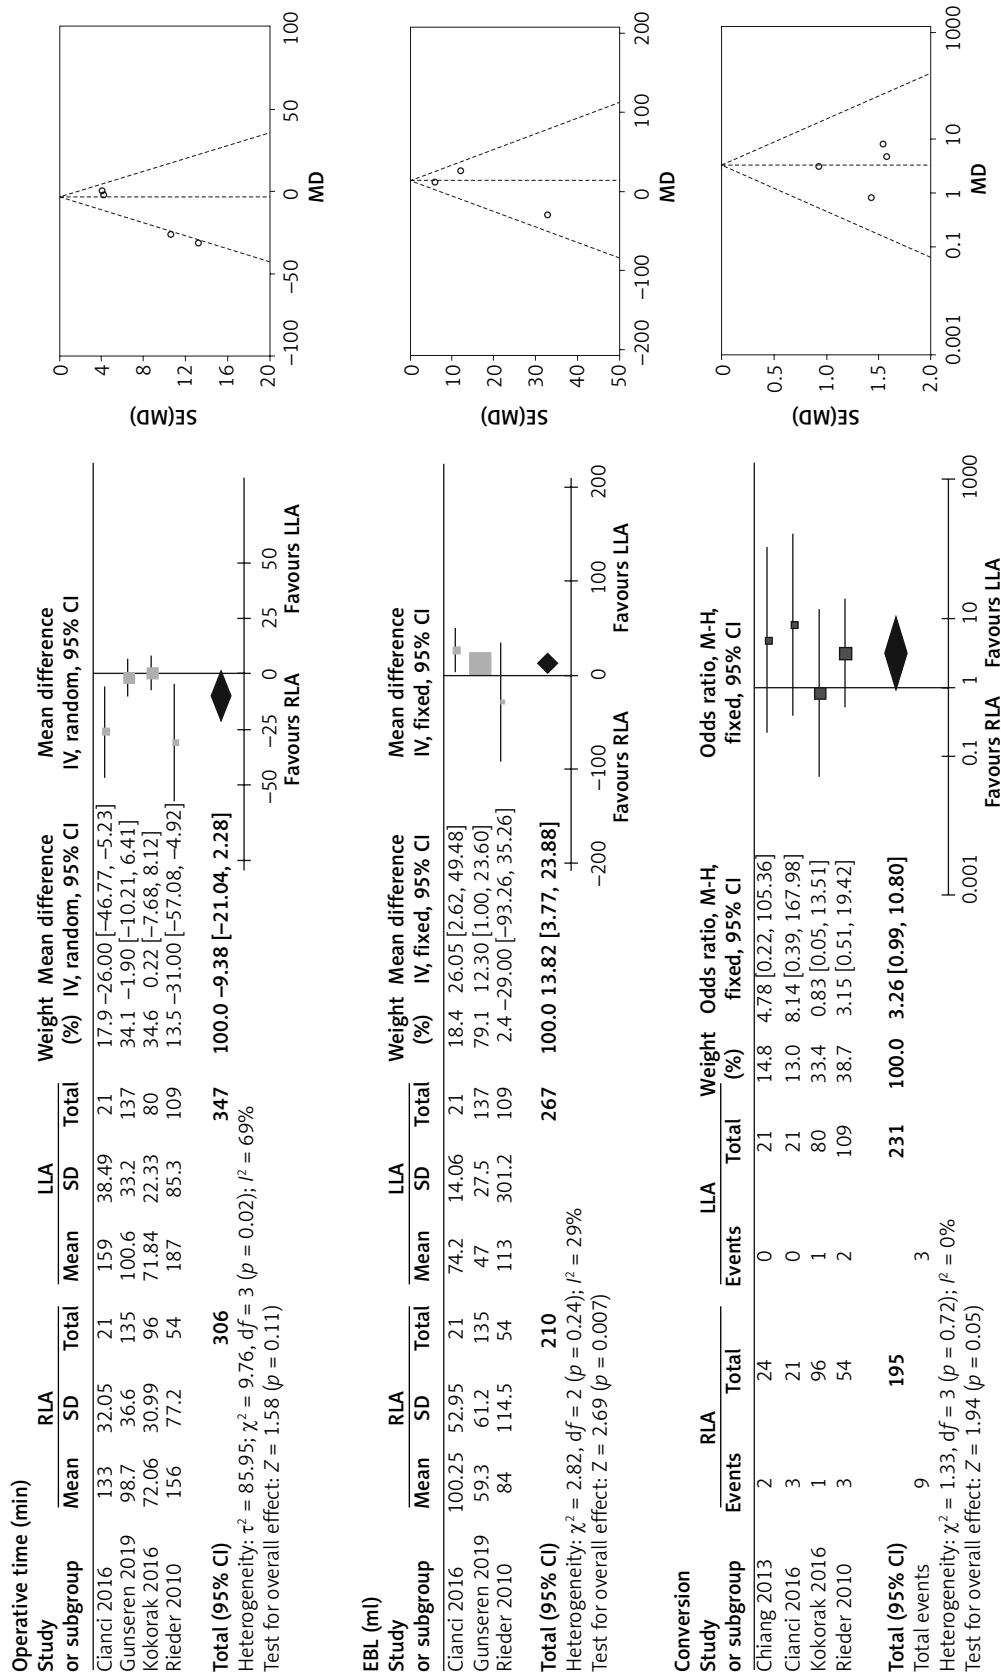 Operative time (min)
Study or subgroup RLA LLA Weight (%) Mean difference IV, random, 95% CI Mean difference IV, random, 95% CI
Mean SD Total Mean SD Total
Cianci 2016 133 32.05 21 159 38.49 21 17.9 −26.00 [−46.77, −5.23]
Gunseren 2019 98.7 36.6 135 100.6 33.2 137 34.1 −1.90 [−10.21, 6.41]
Kokorak 2016 72.06 30.99 96 71.84 22.33 80 34.6 0.22 [−7.68, 8.12]
Rieder 2010 156 77.2 54 187 85.3 109 13.5 −31.00 [−57.08, −4.92]
Total (95% CI) 306 347 100.0 −9.38 [−21.04, 2.28]
Heterogeneity: τ² = 85.95; χ² = 9.76, df = 3 (p = 0.02); I² = 69%
Test for overall effect: Z = 1.58 (p = 0.11)
−50 −25 0 25 50
Favours RLA Favours LLA
SE(MD)
0
4
8
12
16
20
−100 −50 0 50 100
MD
EBL (ml)
Study or subgroup RLA LLA Weight (%) Mean difference IV, fixed, 95% CI Mean difference IV, fixed, 95% CI
Mean SD Total Mean SD Total
Cianci 2016 100.25 52.95 21 74.2 14.06 21 18.4 26.05 [2.62, 49.48]
Gunseren 2019 59.3 61.2 135 47 27.5 137 79.1 12.30 [1.00, 23.60]
Rieder 2010 84 114.5 54 113 301.2 109 2.4 −29.00 [−93.26, 35.26]
Total (95% CI) 210 267 100.0 13.82 [3.77, 23.88]
Heterogeneity: χ² = 2.82, df = 2 (p = 0.24); I² = 29%
Test for overall effect: Z = 2.69 (p = 0.007)
−200 −100 0 100 200
Favours RLA Favours LLA
SE(MD)
0
10
20
30
40
50
−200 −100 0 100 200
MD
Conversion
Study or subgroup RLA LLA Weight (%) Odds ratio, M-H, fixed, 95% CI Odds ratio, M-H, fixed, 95% CI
Events Total Events Total
Chiang 2013 2 24 0 21 14.8 4.78 [0.22, 105.36]
Cianci 2016 3 21 0 21 13.0 8.14 [0.39, 167.98]
Kokorak 2016 1 96 1 80 33.4 0.83 [0.05, 13.51]
Rieder 2010 3 54 2 109 38.7 3.15 [0.51, 19.42]
Total (95% CI) 195 231 100.0 3.26 [0.99, 10.80]
Total events 9 3
Heterogeneity: χ² = 1.33, df = 3 (p = 0.72); I² = 0%
Test for overall effect: Z = 1.94 (p = 0.05)
0.001 0.1 1 10 1000
Favours RLA Favours LLA
SE(MD)
0
0.5
1.0
1.5
2.0
0.001 0.1 1 10 1000
MD